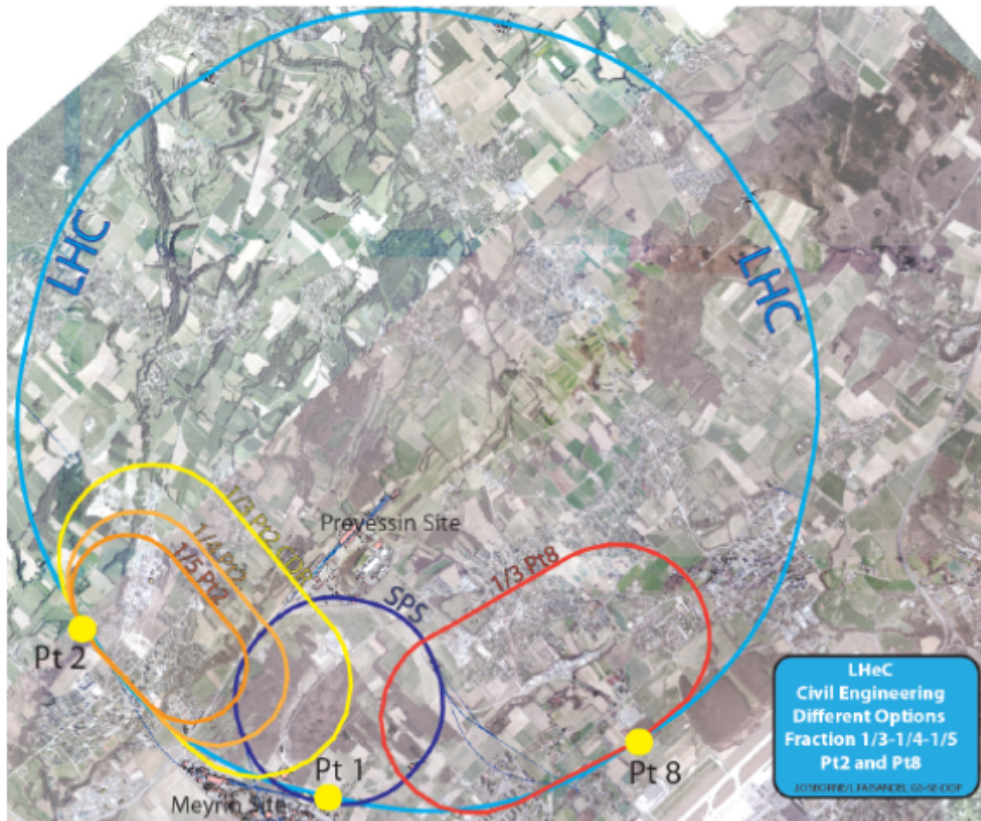 LHC
LHC
1/3 Pt2
1/4 Pt2
1/5 Pt2
Prevessin Site
SPS
1/3 Pt8
Pt 2
Pt 1
Pt 8
Meyrin Site
LHeC
Civil Engineering
Different Options
Fraction 1/3-1/4-1/5
Pt2 and Pt8